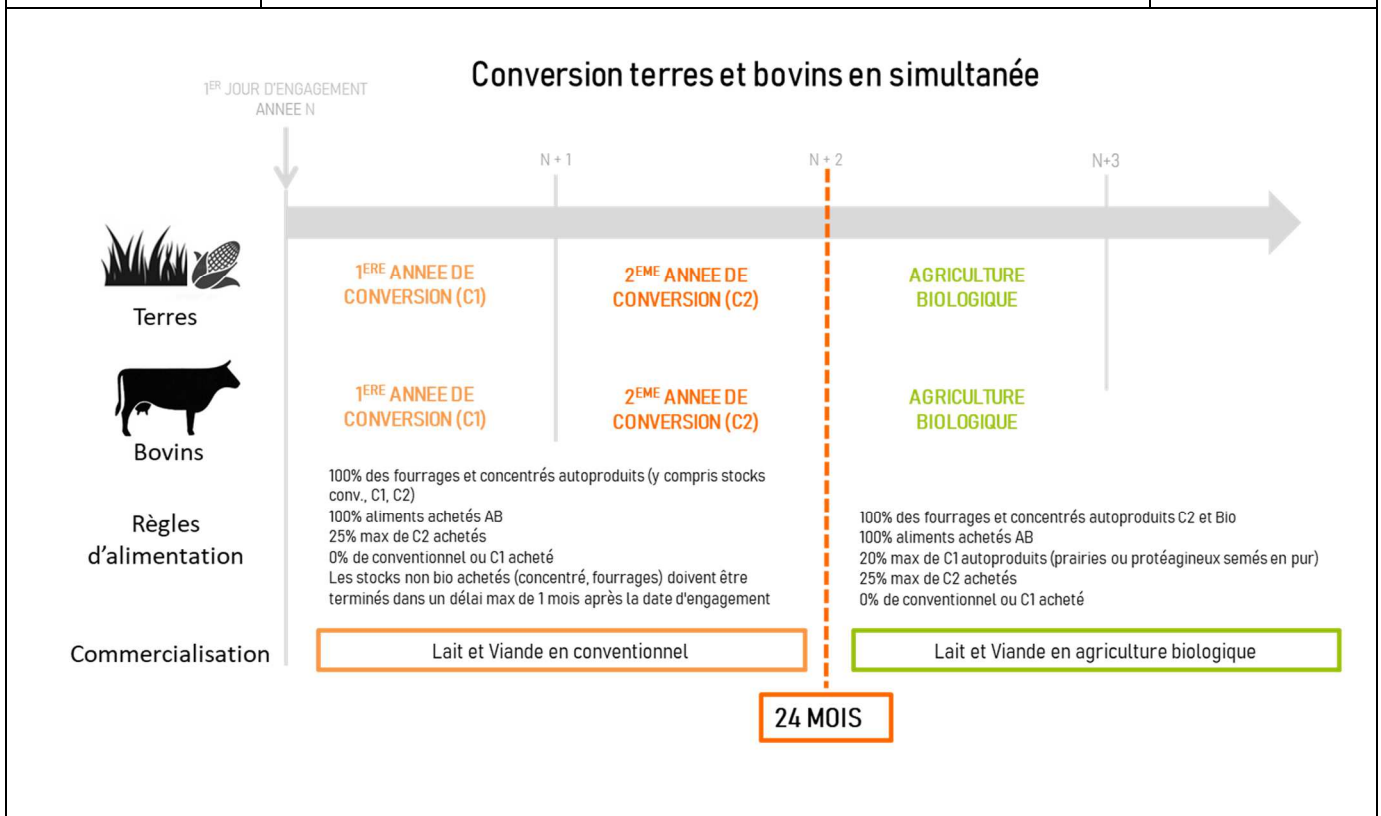 Conversion terres et bovins en simultanée
1ER JOUR D'ENGAGEMENT
ANNEE N
N + 1
N + 2
N+3
Terres
1ERE ANNEE DE
CONVERSION (C1)
2EME ANNEE DE
CONVERSION (C2)
AGRICULTURE
BIOLOGIQUE
Bovins
1ERE ANNEE DE
CONVERSION (C1)
2EME ANNEE DE
CONVERSION (C2)
AGRICULTURE
BIOLOGIQUE
Règles
d'alimentation
100% des fourrages et concentrés autoproduits (y compris stocks
conv., C1, C2)
100% aliments achetés AB
25% max de C2 achetés
0% de conventionnel ou C1 acheté
Les stocks non bio achetés (concentré, fourrages) doivent être
terminés dans un délai max de 1 mois après la date d'engagement
100% des fourrages et concentrés autoproduits C2 et Bio
100% aliments achetés AB
20% max de C1 autoproduits (prairies ou protéagineux semés en pur)
25% max de C2 achetés
0% de conventionnel ou C1 acheté
Commercialisation
Lait et Viande en conventionnel
Lait et Viande en agriculture biologique
24 MOIS